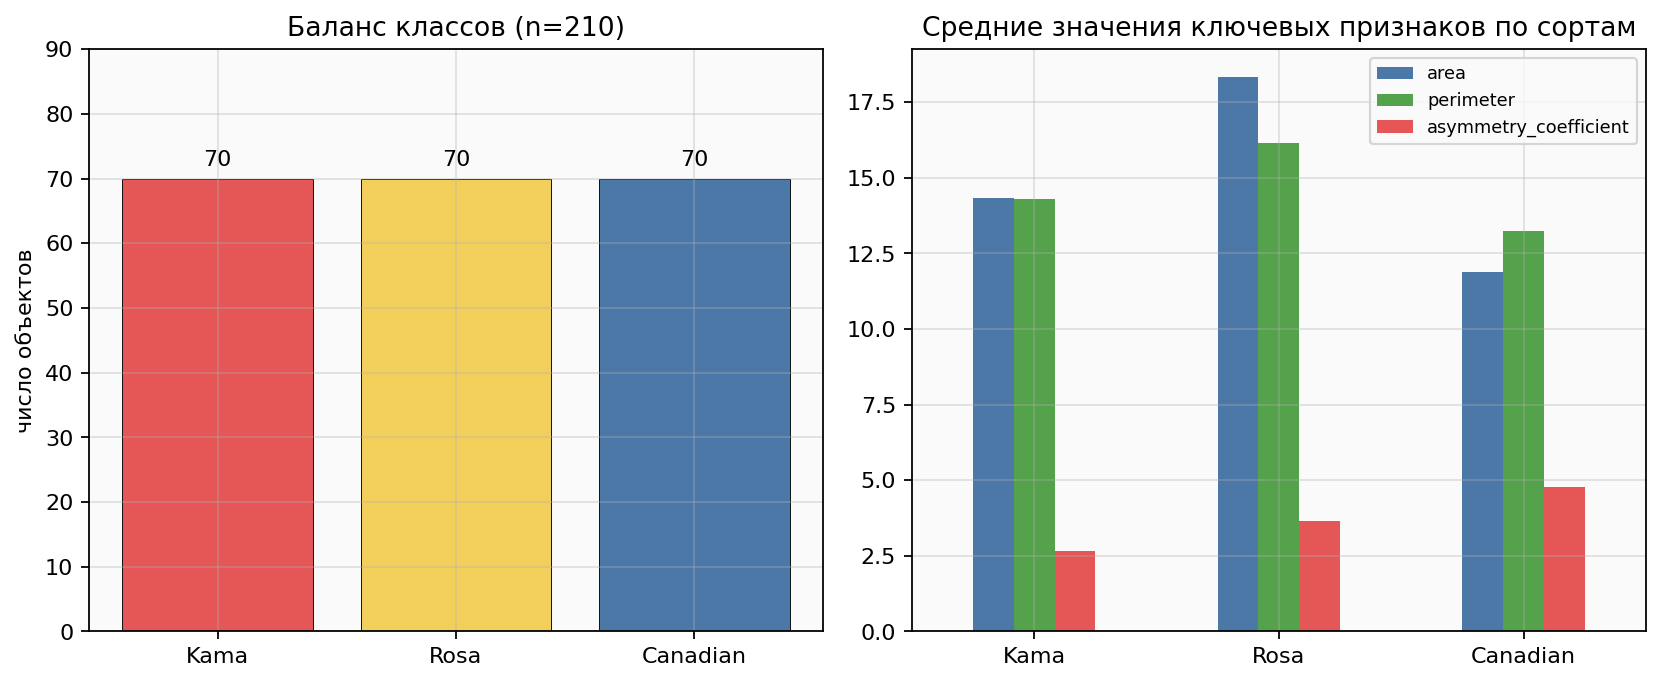 Баланс классов (n=210)
90
80
70
60
50
40
30
20
10
0
число объектов
70
70
70
Kama
Rosa
Canadian
Средние значения ключевых признаков по сортам
17.5
15.0
12.5
10.0
7.5
5.0
2.5
0.0
area
perimeter
asymmetry_coefficient
Kama
Rosa
Canadian